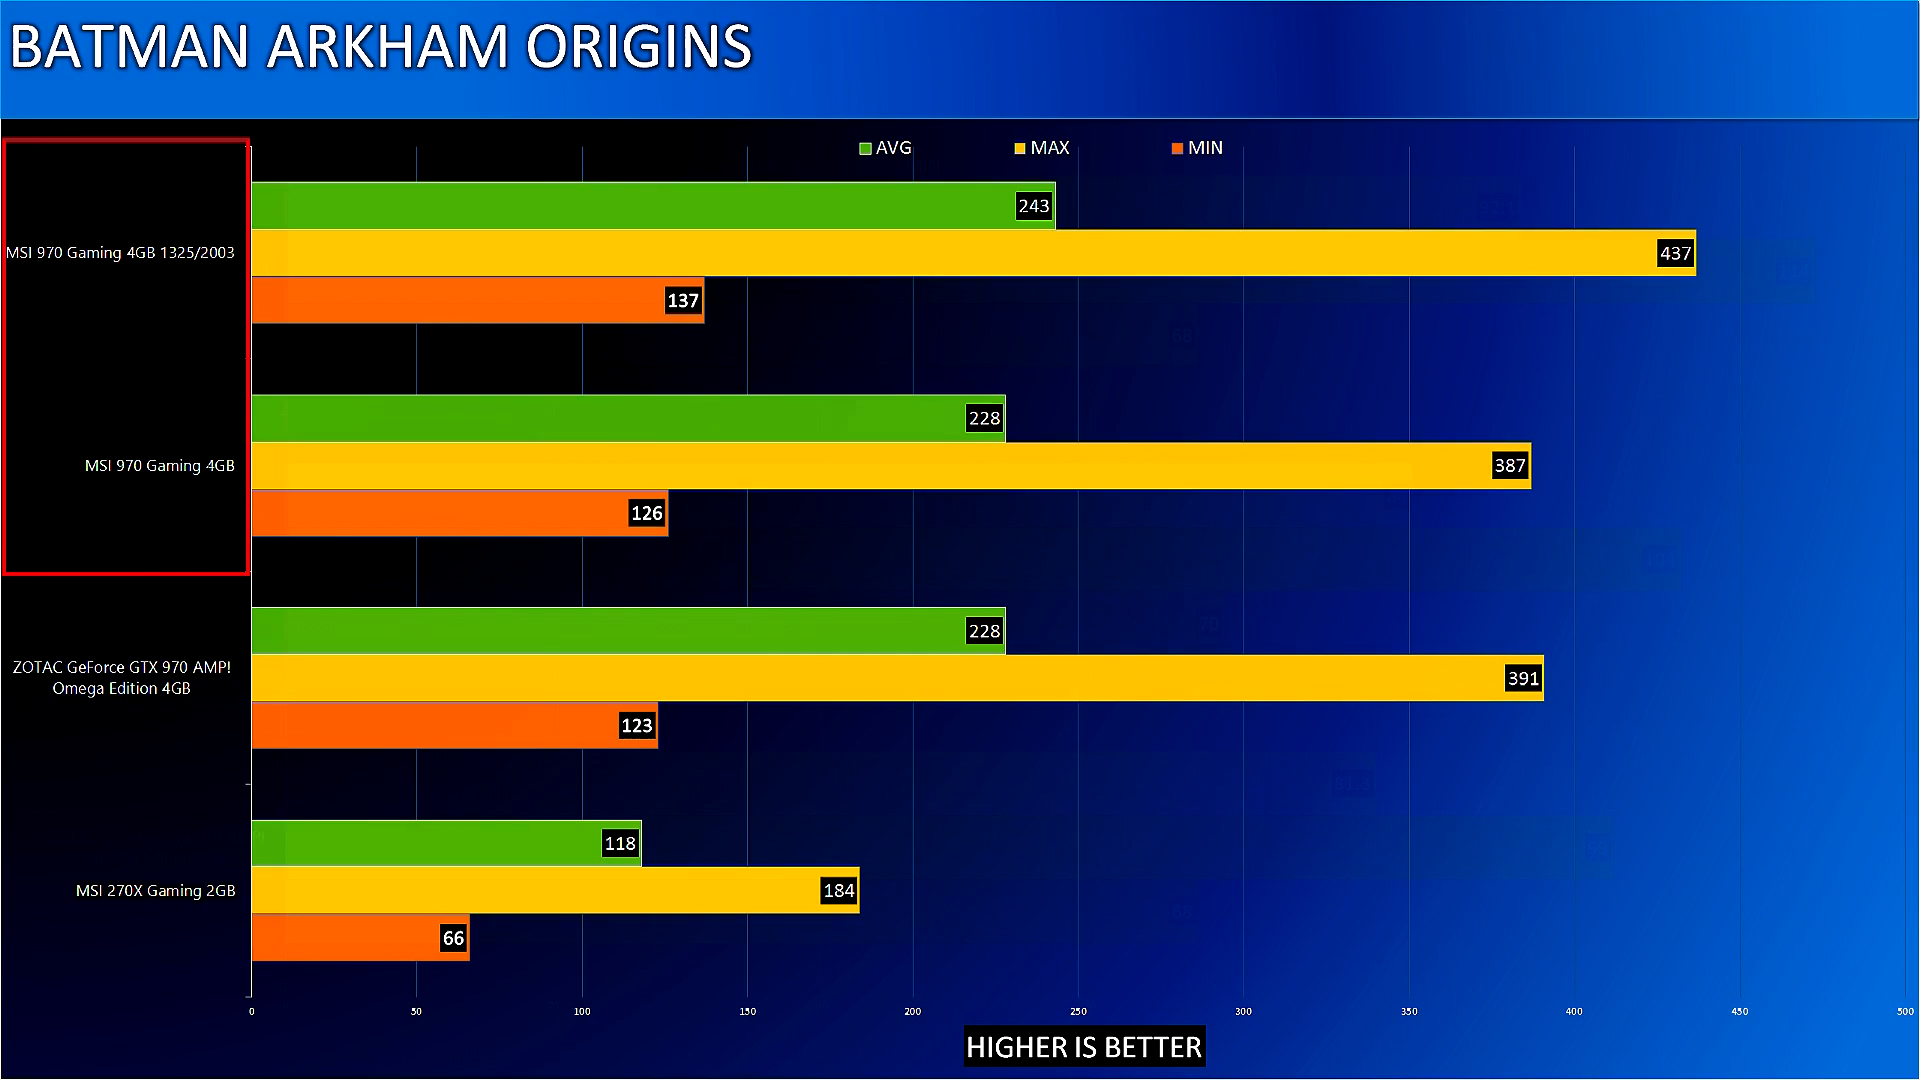 BATMAN ARKHAM ORIGINS
AVG MAX MIN
243
MSI 970 Gaming 4GB 1325/2003
437
137
228
MSI 970 Gaming 4GB
387
126
228
ZOTAC GeForce GTX 970 AMP!
Omega Edition 4GB
391
123
118
MSI 270X Gaming 2GB
184
66
0 50 100 150 200 250 300 350 400 450 500
HIGHER IS BETTER